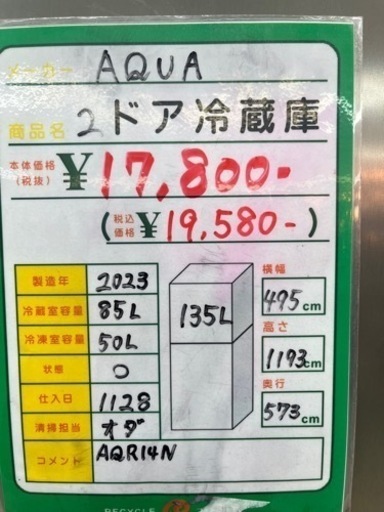 メーカー AQUA
商品名 2ドア冷蔵庫
本体価格(税抜) ¥17,800-
(税込価格 ¥19,580-)
製造年 2023
冷蔵室容量 85L
冷凍室容量 50L
状態 ○
仕入日 1128
清掃担当 オダ
コメント AQR14N
135L
横幅
495cm
高さ
1193cm
奥行
573cm
RECYCLE